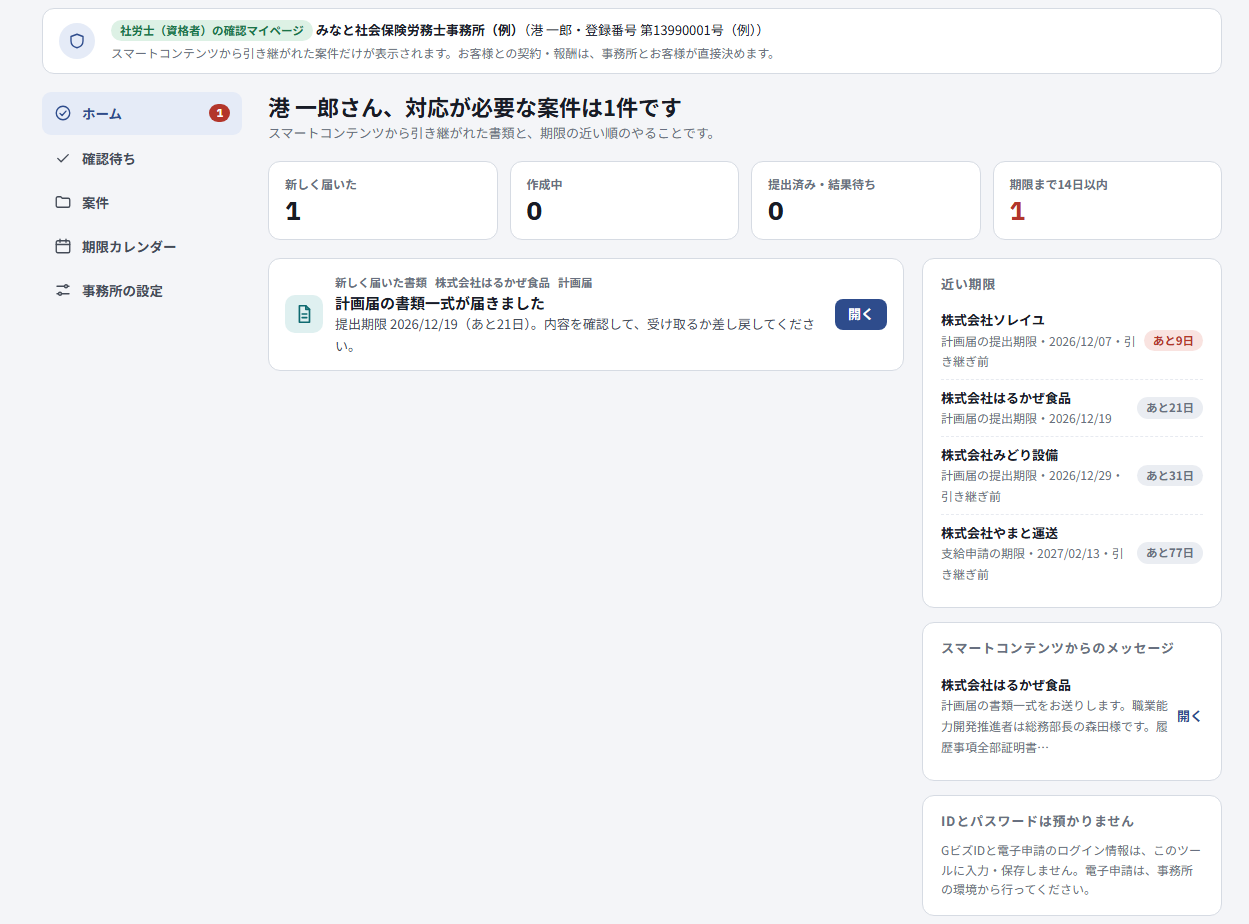 社労士（資格者）の確認マイページ みなと社会保険労務士事務所（例）（港 一郎・登録番号 第13990001号（例））
スマートコンテンツから引き継がれた案件だけが表示されます。お客様との契約・報酬は、事務所とお客様が直接決めます。
ホーム 1
確認待ち
案件
期限カレンダー
事務所の設定
港 一郎さん、対応が必要な案件は1件です
スマートコンテンツから引き継がれた書類と、期限の近い順のやることです。
新しく届いた
1
作成中
0
提出済み・結果待ち
0
期限まで14日以内
1
新しく届いた書類 株式会社はるかぜ食品 計画届
計画届の書類一式が届きました
提出期限 2026/12/19（あと21日）。内容を確認して、受け取るか差し戻してくださ
い。
開く
近い期限
株式会社ソレイユ
計画届の提出期限・2026/12/07・引
き継ぎ前
あと9日
株式会社はるかぜ食品
計画届の提出期限・2026/12/19
あと21日
株式会社みどり設備
計画届の提出期限・2026/12/29・
引き継ぎ前
あと31日
株式会社やまと運送
支給申請の期限・2027/02/13・引
き継ぎ前
あと77日
スマートコンテンツからのメッセージ
株式会社はるかぜ食品
計画届の書類一式をお送りします。職業能
力開発推進者は総務部長の森田様です。履
歴事項全部証明書…
開く
IDとパスワードは預かりません
GビズIDと電子申請のログイン情報は、このツー
ルに入力・保存しません。電子申請は、事務所
の環境から行ってください。